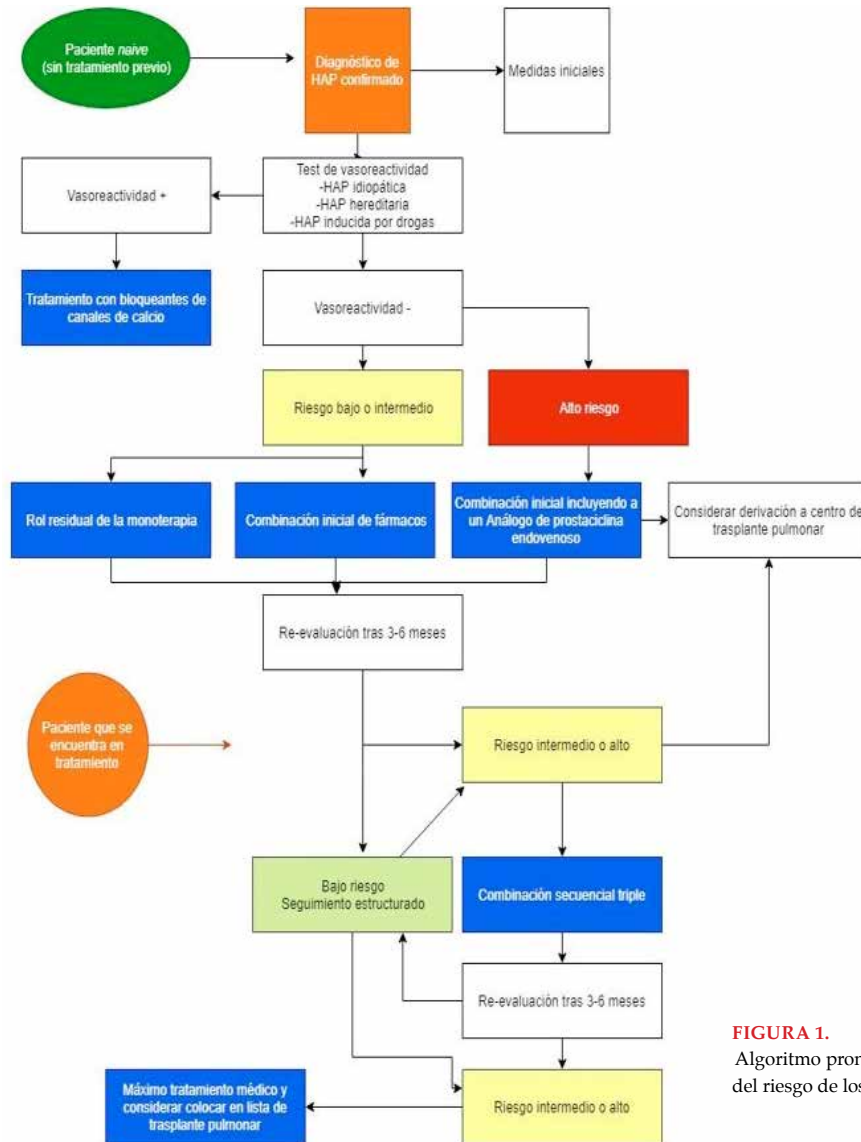 Paciente naive
(sin tratamiento previo)
Diagnóstico de
HAP confirmado
Medidas iniciales
Test de vasoreactividad
-HAP idiopática
-HAP hereditaria
-HAP inducida por drogas
Vasoreactividad +
Tratamiento con bloqueantes de
canales de calcio
Vasoreactividad -
Riesgo bajo o intermedio
Alto riesgo
Rol residual de la monoterapia
Combinación inicial de fármacos
Combinación inicial incluyendo a
un Análogo de prostaciclina
endovenoso
Considerar derivación a centro de
trasplante pulmonar
Re-evaluación tras 3-6 meses
Paciente que se
encuentra en
tratamiento
Riesgo intermedio o alto
Bajo riesgo
Seguimiento estructurado
Combinación secuencial triple
Re-evaluación tras 3-6 meses
Máximo tratamiento médico y
considerar colocar en lista de
trasplante pulmonar
Riesgo intermedio o alto
FIGURA 1.
Algoritmo pron
del riesgo de los